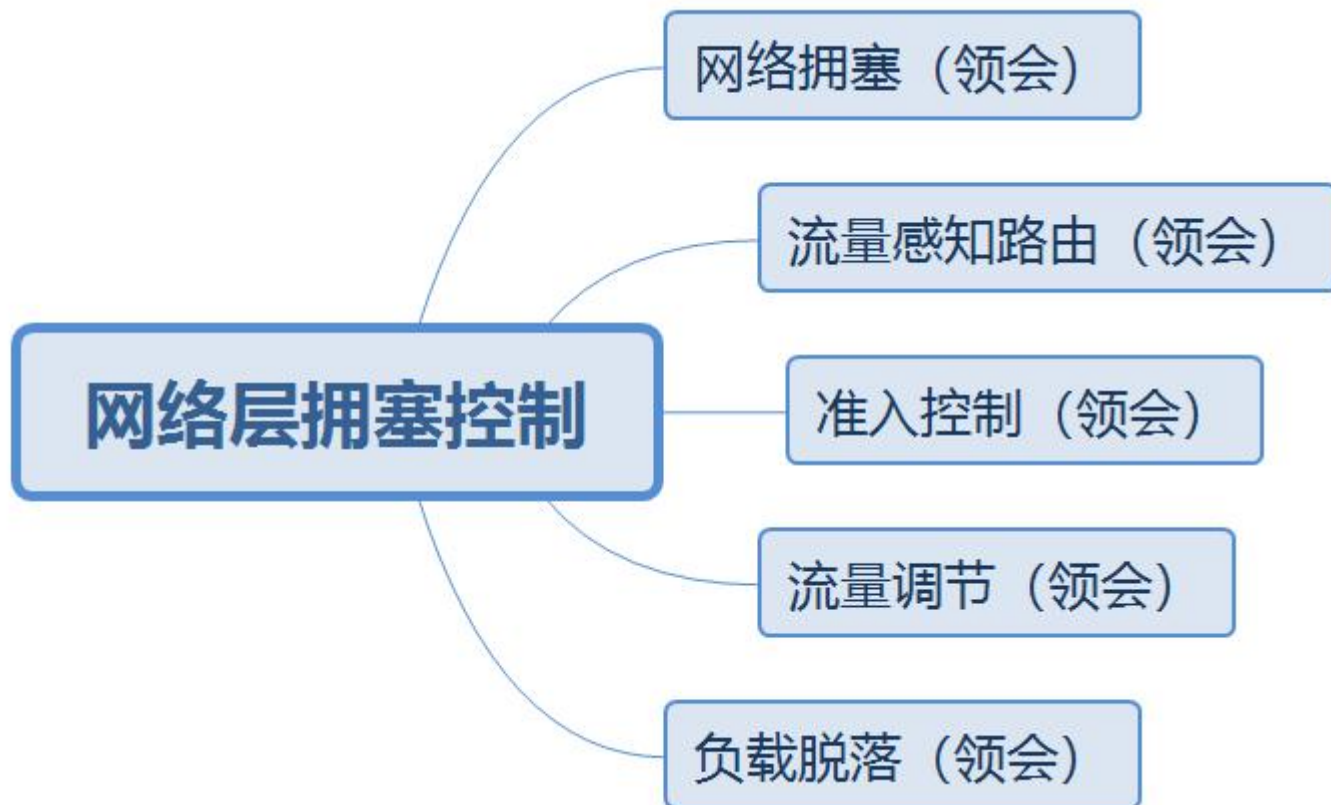 网络拥塞（领会）
流量感知路由（领会）
网络层拥塞控制
准入控制（领会）
流量调节（领会）
负载脱落（领会）